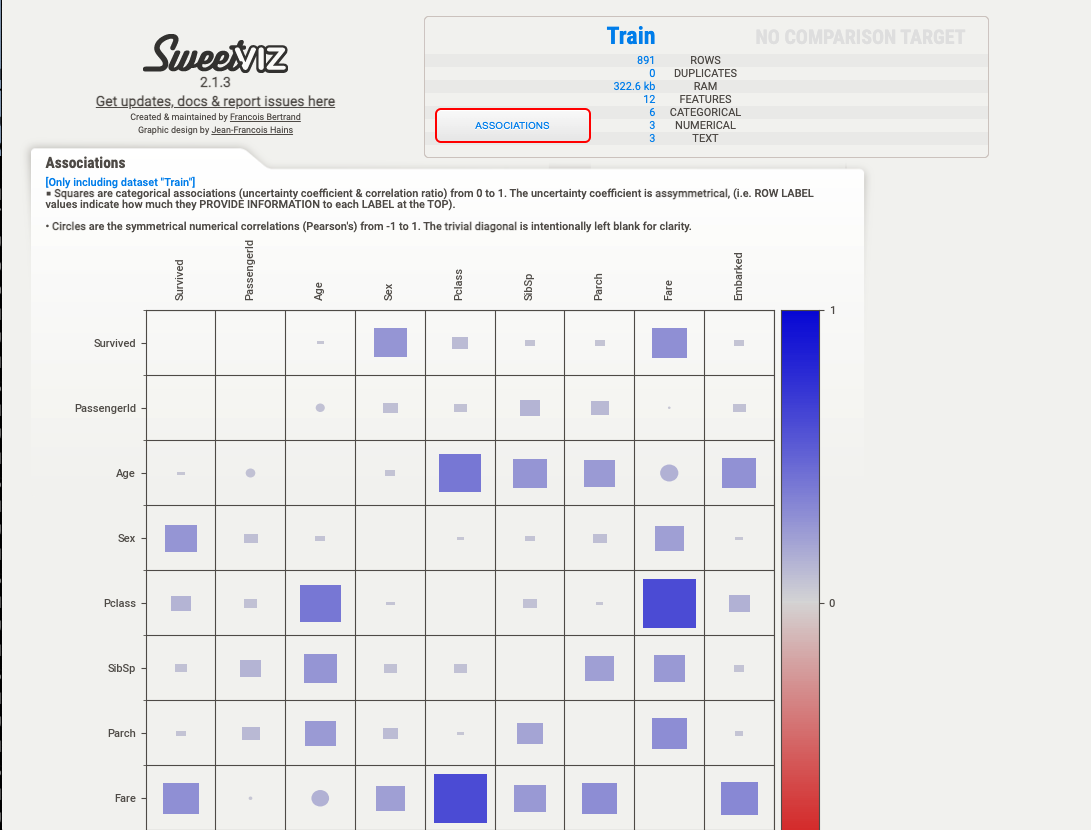 SweetVIZ
2.1.3
Get updates, docs & report issues here
Created & maintained by Francois Bertrand
Graphic design by Jean-Francois Hains
Train
NO COMPARISON TARGET
891 ROWS
0 DUPLICATES
322.6 kb RAM
12 FEATURES
6 CATEGORICAL
3 NUMERICAL
3 TEXT
ASSOCIATIONS
Associations
[Only including dataset "Train"]
▪ Squares are categorical associations (uncertainty coefficient & correlation ratio) from 0 to 1. The uncertainty coefficient is assymmetrical, (i.e. ROW LABEL
values indicate how much they PROVIDE INFORMATION to each LABEL at the TOP).
• Circles are the symmetrical numerical correlations (Pearson's) from -1 to 1. The trivial diagonal is intentionally left blank for clarity.
Survived
PassengerId
Age
Sex
Pclass
SibSp
Parch
Fare
Embarked
1
0
Survived
PassengerId
Age
Sex
Pclass
SibSp
Parch
Fare